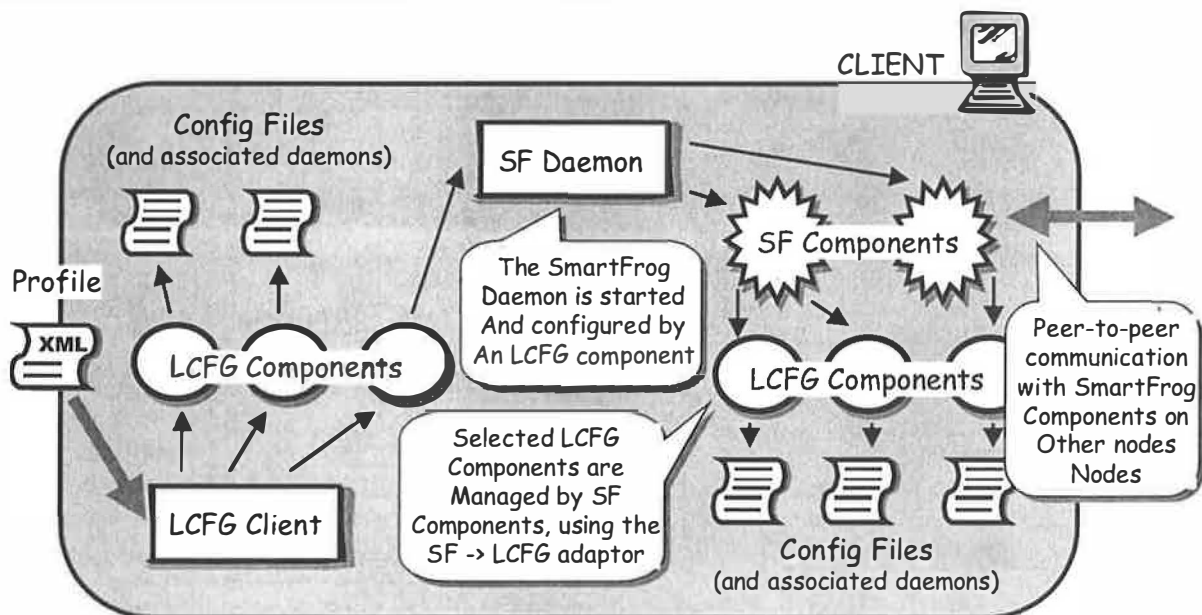 CLIENT
Config Files
(and associated daemons)
SF Daemon
SF Components
The SmartFrog
Daemon is started
And configured by
An LCFG component
Profile
XML
LCFG Components
LCFG Components
Peer-to-peer
communication
with SmartFrog
Components on
Other nodes
Nodes
Selected LCFG
Components are
Managed by SF
Components, using the
SF -> LCFG adaptor
LCFG Client
Config Files
(and associated daemons)